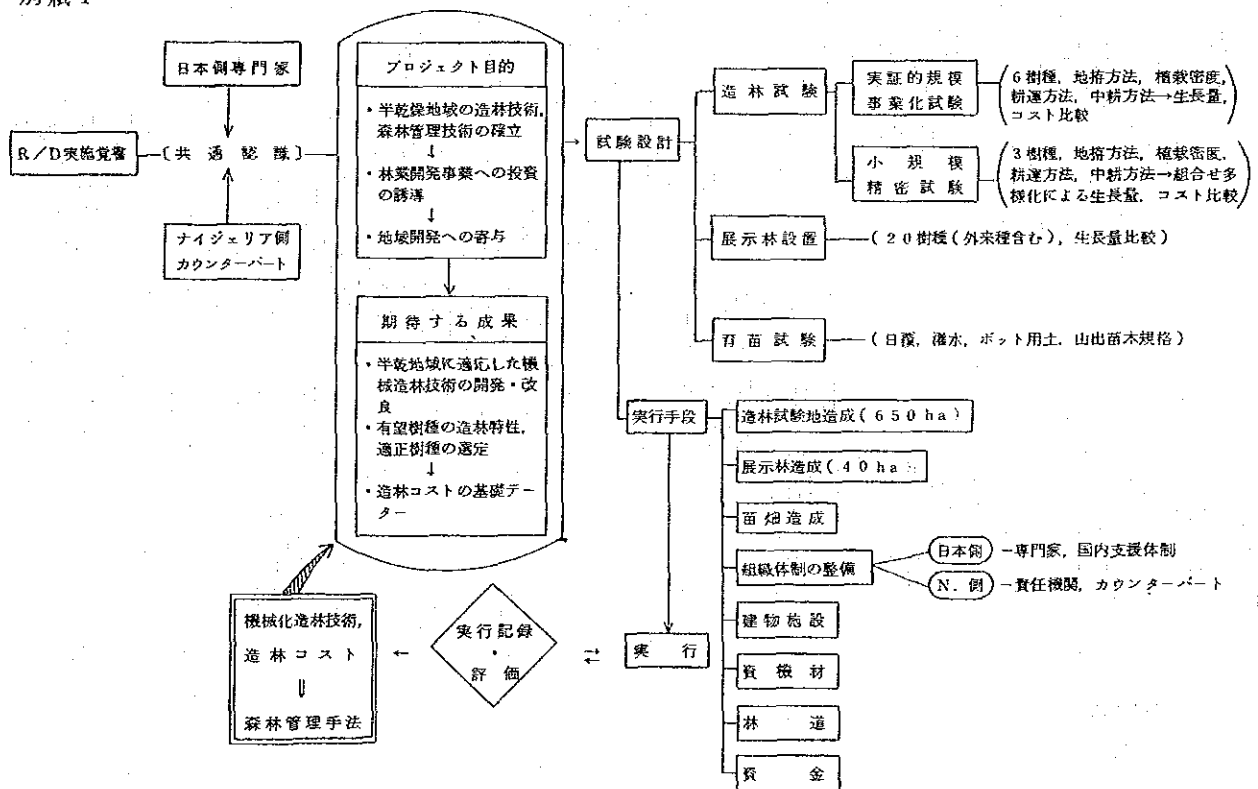 日本側専門家
R/D実施覚書
〔共通認識〕
ナイジェリア側
カウンターパート
プロジェクト目的
・半乾燥地域の造林技術,
森林管理技術の確立
↓
・林業開発事業への投資
の誘導
↓
・地域開発への寄与
期待する成果
・半乾地域に適応した機
械造林技術の開発・改
良
・有望樹種の造林特性,
適正樹種の選定
↓
・造林コストの基礎デー
ター
→
試験設計
造林試験
実証的規模
事業化試験
6樹種,地拵方法,植栽密度,
耕運方法,中耕方法→生長量,
コスト比較
小規模
精密試験
3樹種,地拵方法,植栽密度.
耕運方法,中耕方法→組合せ多
様化による生長量,コスト比較
展示林設置
(20樹種(外来種含む),生長量比較)
育苗試験
(日覆,潅水,ポット用土.山出苗木規格)
実行手段
造林試験地造成(650ha)
展示林造成(40ha)
苗畑造成
組織体制の整備
日本側 -専門家,国内支援体制
N.側 -責任機関,カウンターパート
建物施設
資機材
林道
資金
実行
実行記録
・
評価
機械化造林技術,
造林コスト
⇓
森林管理手法